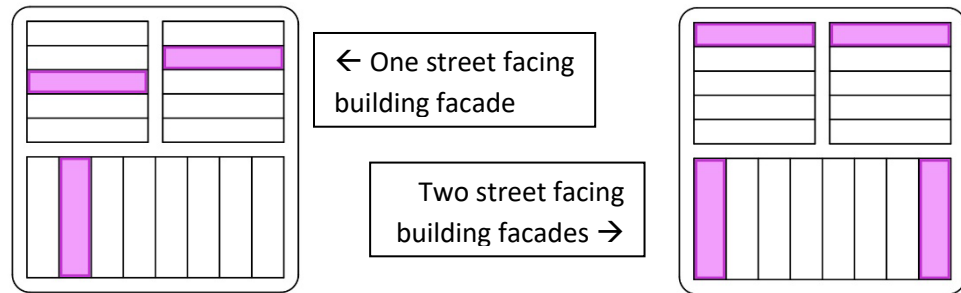 ← One street facing
building facade
Two street facing
building facades →